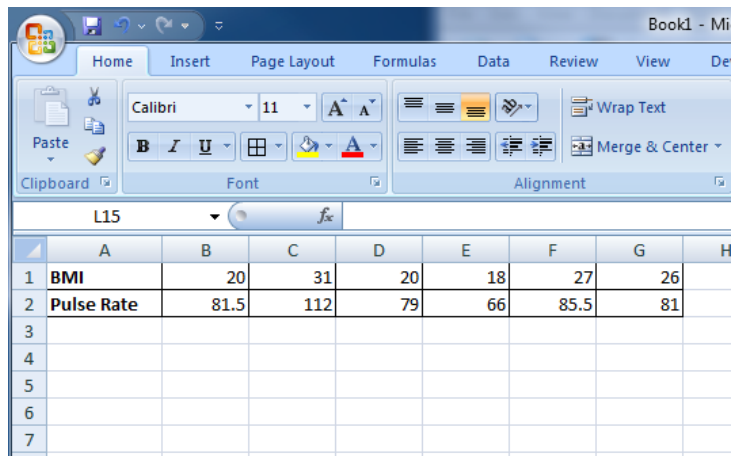 Book1 - Mi
Home Insert Page Layout Formulas Data Review View De
Calibri 11 A A Wrap Text
Paste B I U A Merge & Center
Clipboard Font Alignment
L15 fx
A B C D E F G H
1 BMI 20 31 20 18 27 26
2 Pulse Rate 81.5 112 79 66 85.5 81
3
4
5
6
7